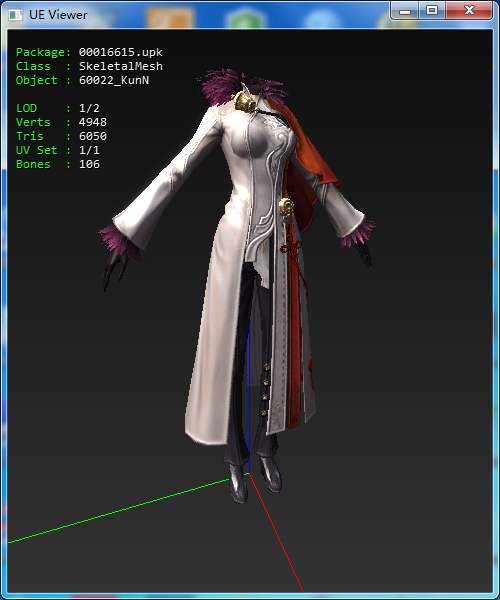 UE Viewer
Package: 00016615.upk
Class  : SkeletalMesh
Object : 60022_KunN
LOD    : 1/2
Verts  : 4948
Tris   : 6050
UV Set : 1/1
Bones  : 106